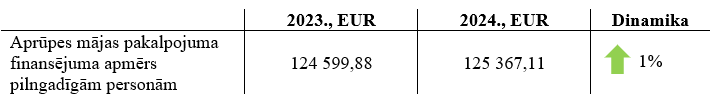 2023., EUR 2024., EUR Dinamika
Aprūpes mājas pakalpojuma
finansējuma apmērs
pilngadīgām personām
124 599,88 125 367,11 1%